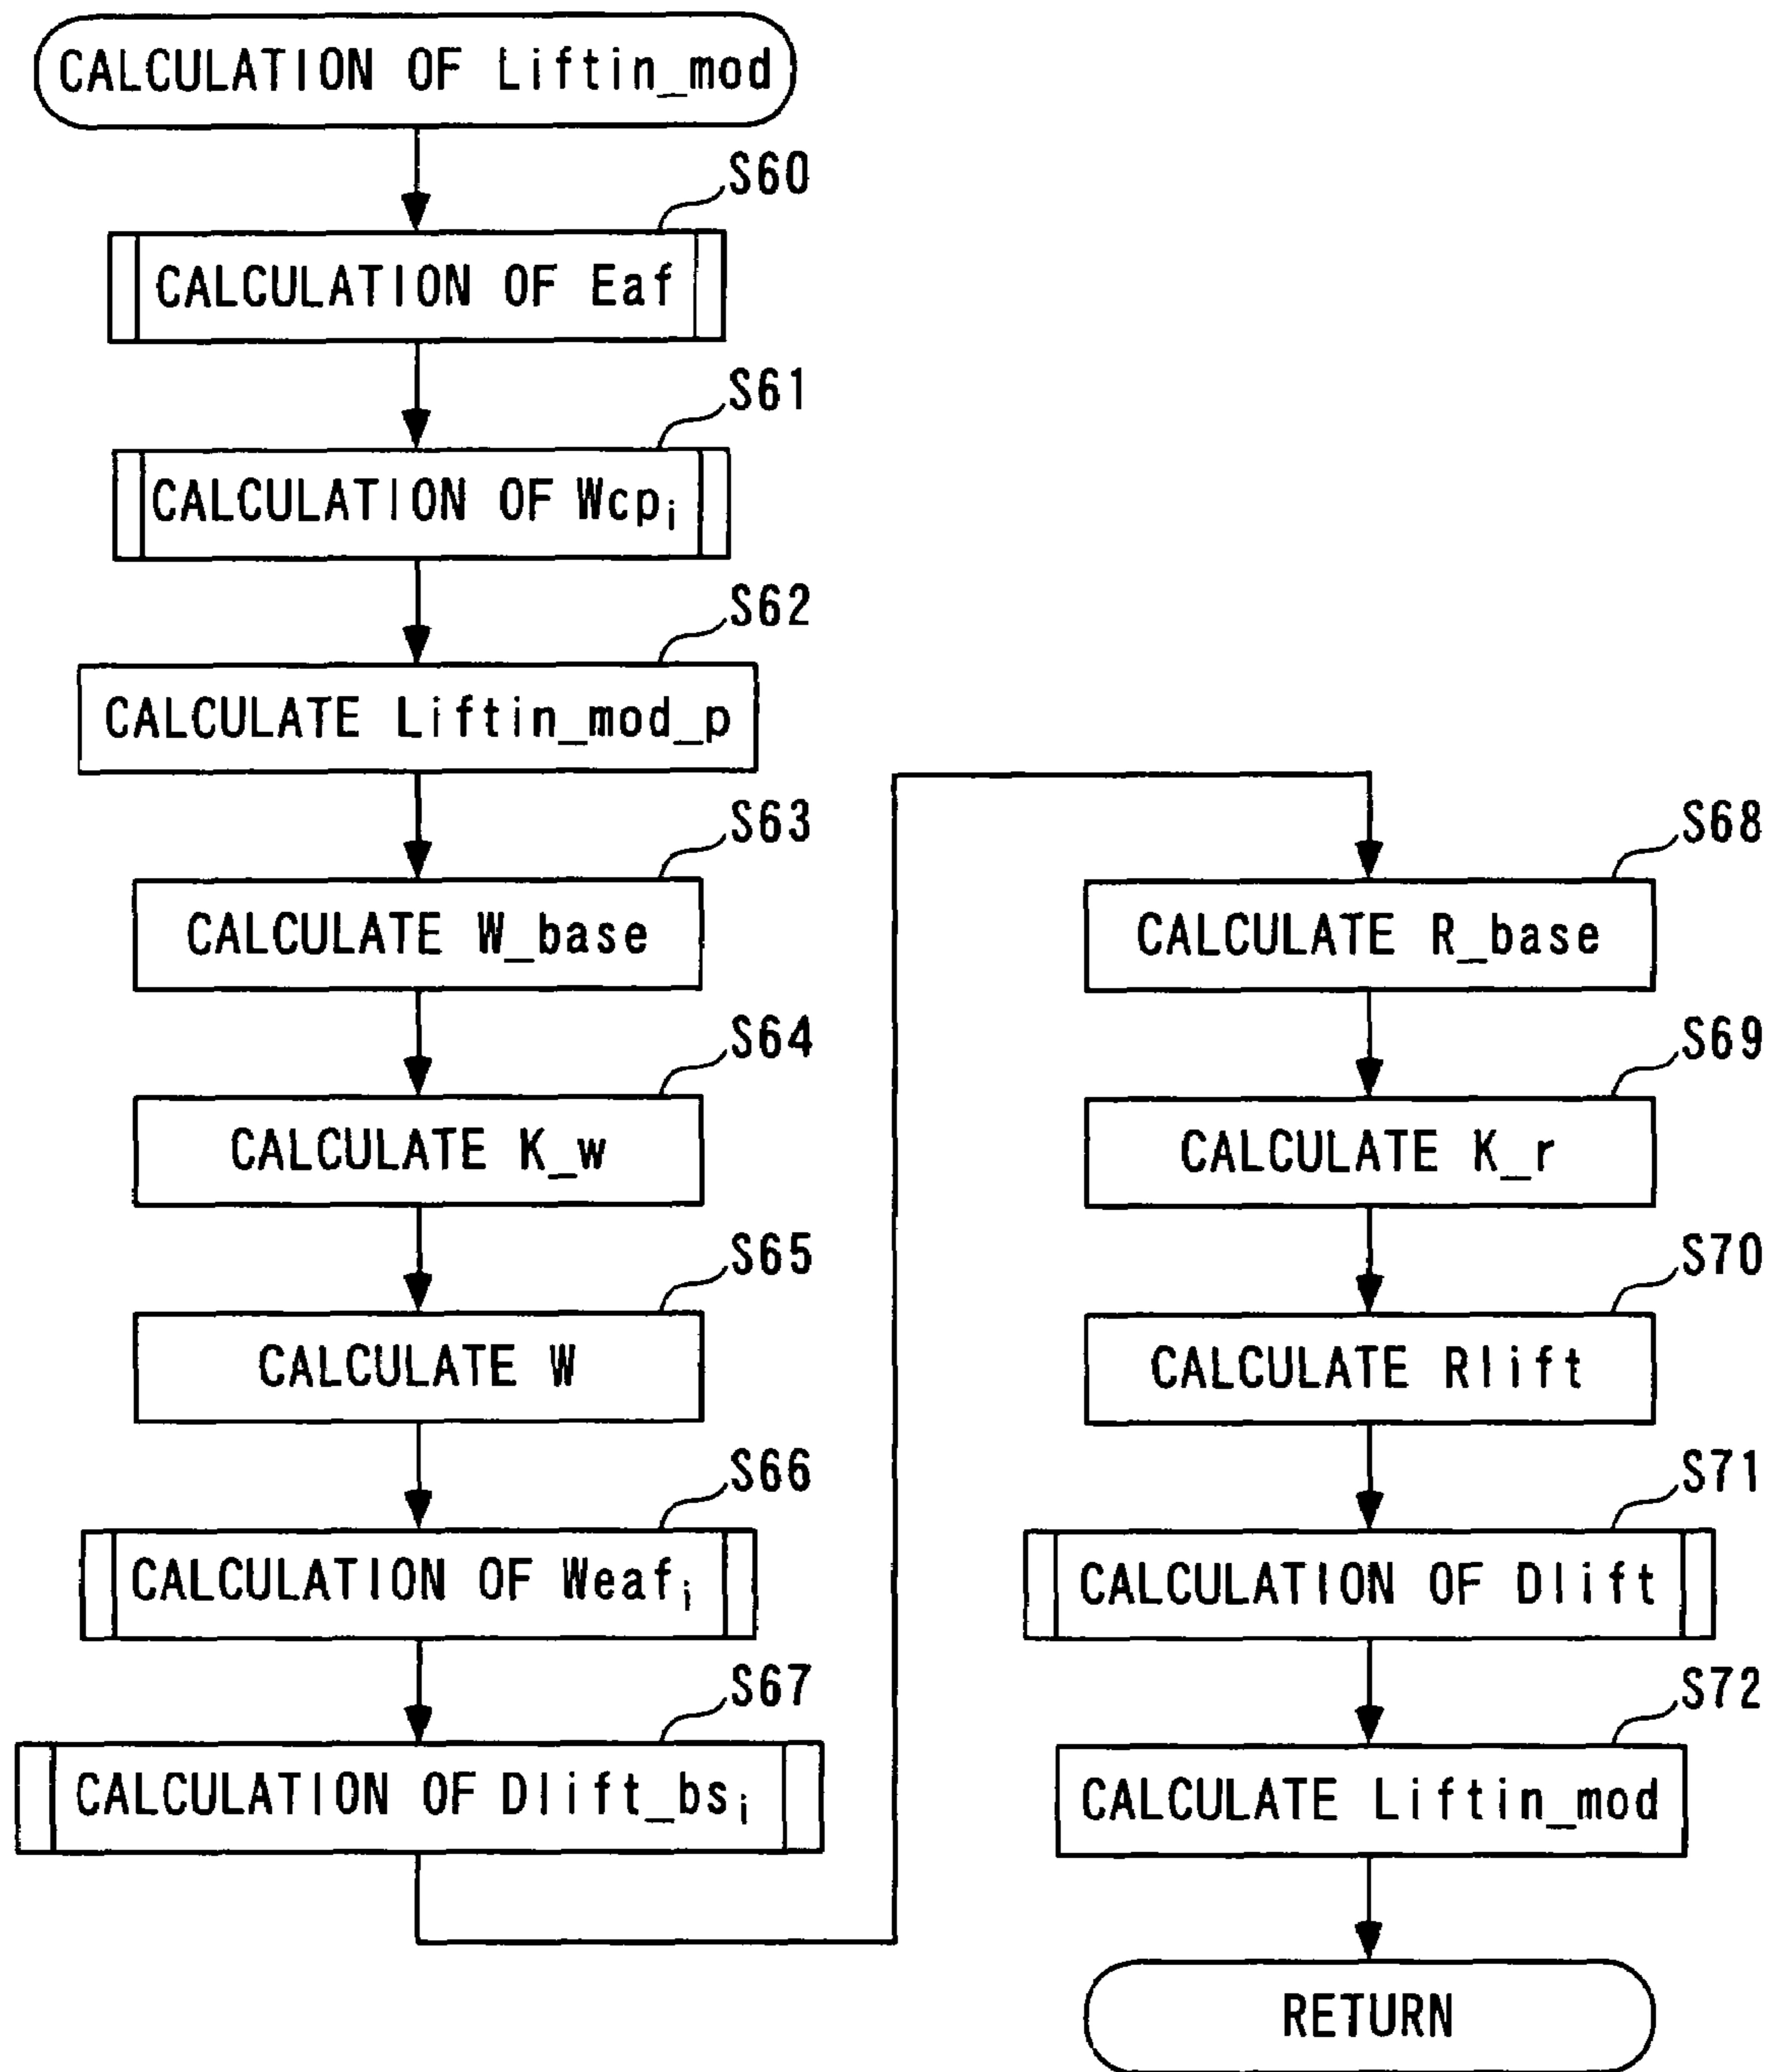 CALCULATION OF Liftin_mod
S60
CALCULATION OF Eaf
S61
CALCULATION OF Wcpi
S62
CALCULATE Liftin_mod_p
S63
CALCULATE W_base
S64
CALCULATE K_w
S65
CALCULATE W
S66
CALCULATION OF Weafi
S67
CALCULATION OF Dlift_bsi
S68
CALCULATE R_base
S69
CALCULATE K_r
S70
CALCULATE Rlift
S71
CALCULATION OF Dlift
S72
CALCULATE Liftin_mod
RETURN